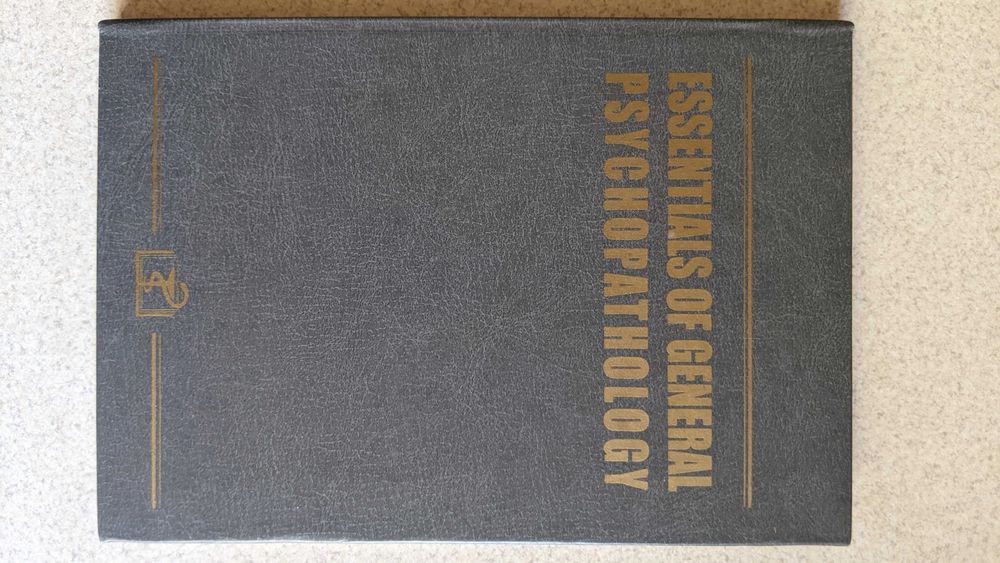 ESSENTIALS OF GENERAL
PSYCHOPATHOLOGY